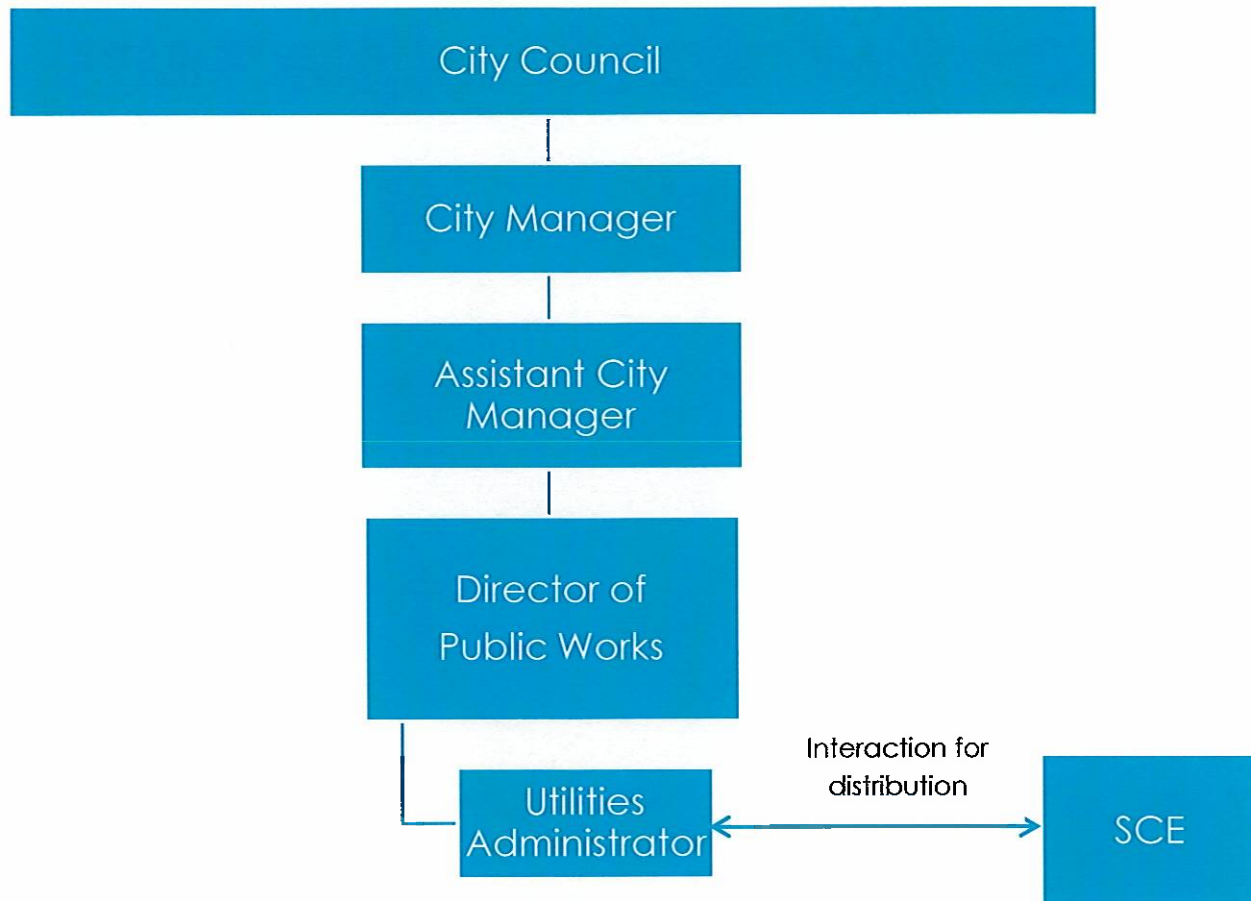 City Council
City Manager
Assistant City
Manager
Director of
Public Works
Interaction for
distribution
Utilities
Administrator
SCE